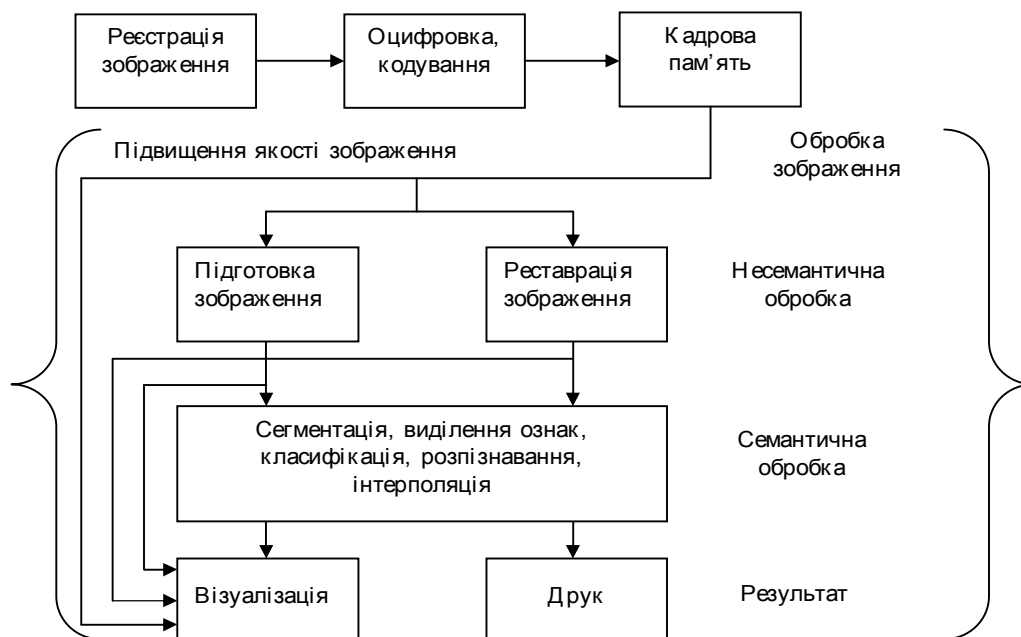 Реєстрація
зображення
Оцифровка,
кодування
Кадрова
пам’ять
Підвищення якості зображення
Обробка
зображення
Підготовка
зображення
Реставрація
зображення
Несемантична
обробка
Сегментація, виділення ознак,
класифікація, розпізнавання,
інтерполяція
Семантична
обробка
Візуалізація
Друк
Результат